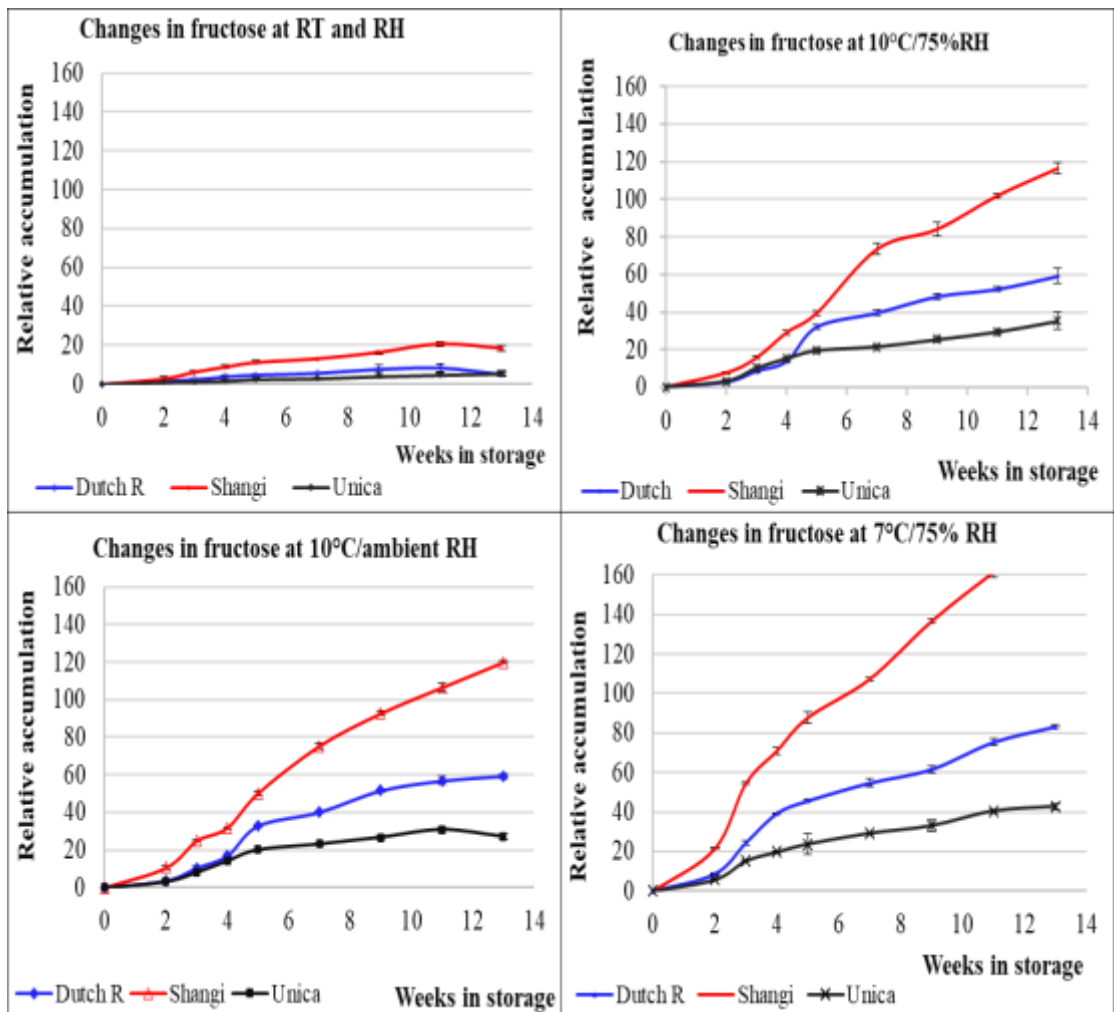 Changes in fructose at RT and RH
Relative accumulation
160
140
120
100
80
60
40
20
0
0 2 4 6 8 10 12 14
Weeks in storage
Dutch R Shangi Unica
Changes in fructose at 10°C/75%RH
Relative accumulation
160
140
120
100
80
60
40
20
0
0 2 4 6 8 10 12 14
Weeks in storage
Dutch Shangi Unica
Changes in fructose at 10°C/ambient RH
Relative accumulation
160
140
120
100
80
60
40
20
0
0 2 4 6 8 10 12 14
Dutch R Shangi Unica Weeks in storage
Changes in fructose at 7°C/75% RH
Relative accumulation
160
140
120
100
80
60
40
20
0
0 2 4 6 8 10 12 14
Weeks in storage
Dutch R Shangi Unica